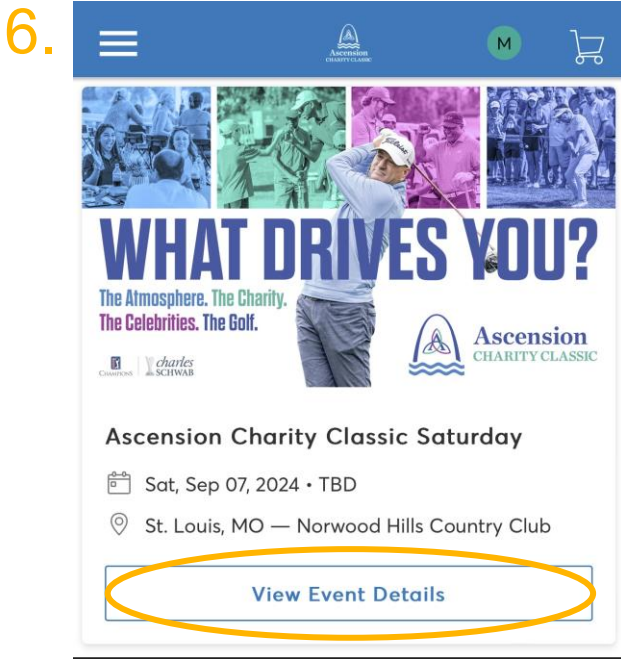 6.
Ascension
CHARITY CLASSIC
M
Titleist
WHAT DRIVES YOU?
The Atmosphere. The Charity.
The Celebrities. The Golf.
Ascension
CHARITY CLASSIC
CHAMPIONS
charles
SCHWAB
Ascension Charity Classic Saturday
Sat, Sep 07, 2024 • TBD
St. Louis, MO — Norwood Hills Country Club
View Event Details